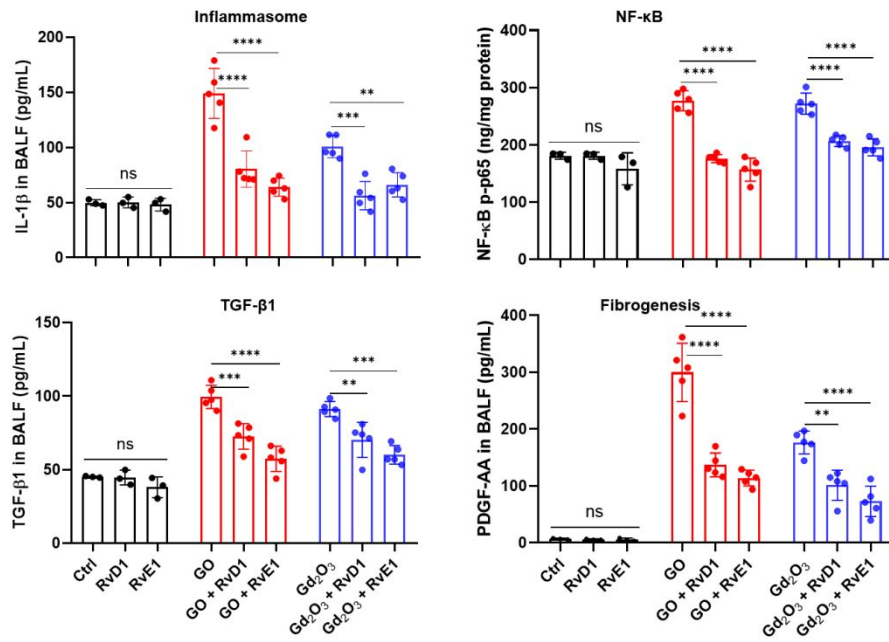 Inflammasome
IL-1β in BALF (pg/mL)
200
150
100
50
0
ns
****
****
***
**
NF-κB
NF-κB p-p65 (ng/mg protein)
400
300
200
100
0
ns
****
****
****
****
TGF-β1
TGF-β1 in BALF (pg/mL)
150
100
50
0
ns
***
****
**
***
Ctrl
RvD1
RvE1
GO
GO + RvD1
GO + RvE1
Gd₂O₃
Gd₂O₃ + RvD1
Gd₂O₃ + RvE1
Fibrogenesis
PDGF-AA in BALF (pg/mL)
400
300
200
100
0
ns
****
****
**
****
Ctrl
RvD1
RvE1
GO
GO + RvD1
GO + RvE1
Gd₂O₃
Gd₂O₃ + RvD1
Gd₂O₃ + RvE1